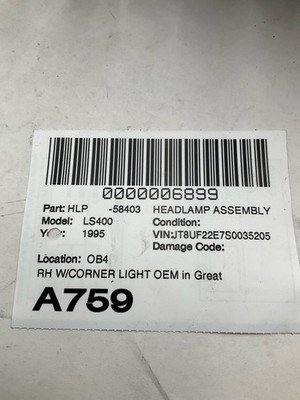 0000006899
Part: HLP -58403 HEADLAMP ASSEMBLY
Model: LS400 Condition:
1995 VIN:JT8UF22E7S0035205
Damage Code:
Location: OB4
RH W/CORNER LIGHT OEM in Great
A759